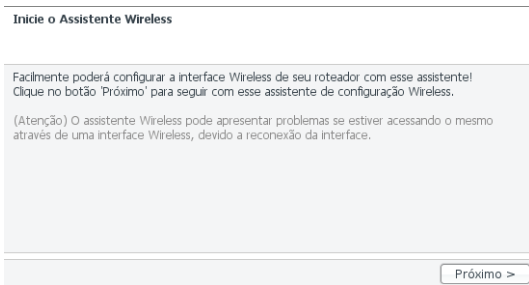 Inicie o Assistente Wireless
Facilmente poderá configurar a interface Wireless de seu roteador com esse assistente!
Clique no botão 'Próximo' para seguir com esse assistente de configuração Wireless.
(Atenção) O assistente Wireless pode apresentar problemas se estiver acessando o mesmo
através de uma interface Wireless, devido a reconexão da interface.
Próximo >